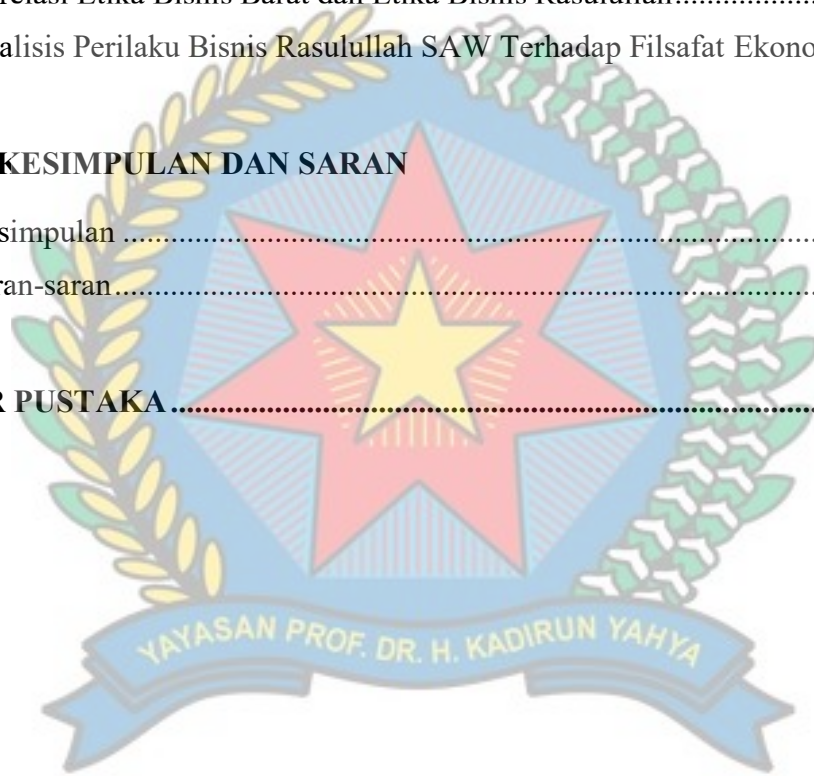 relasi Etika Bisnis Barat dan Etika Bisnis Rasulullah....................
alisis Perilaku Bisnis Rasulullah SAW Terhadap Filsafat Ekono
KESIMPULAN DAN SARAN
simpulan ....................................................................................
ran-saran....................................................................................
R PUSTAKA....................................................................................
YAYASAN PROF. DR. H. KADIRUN YAHYA